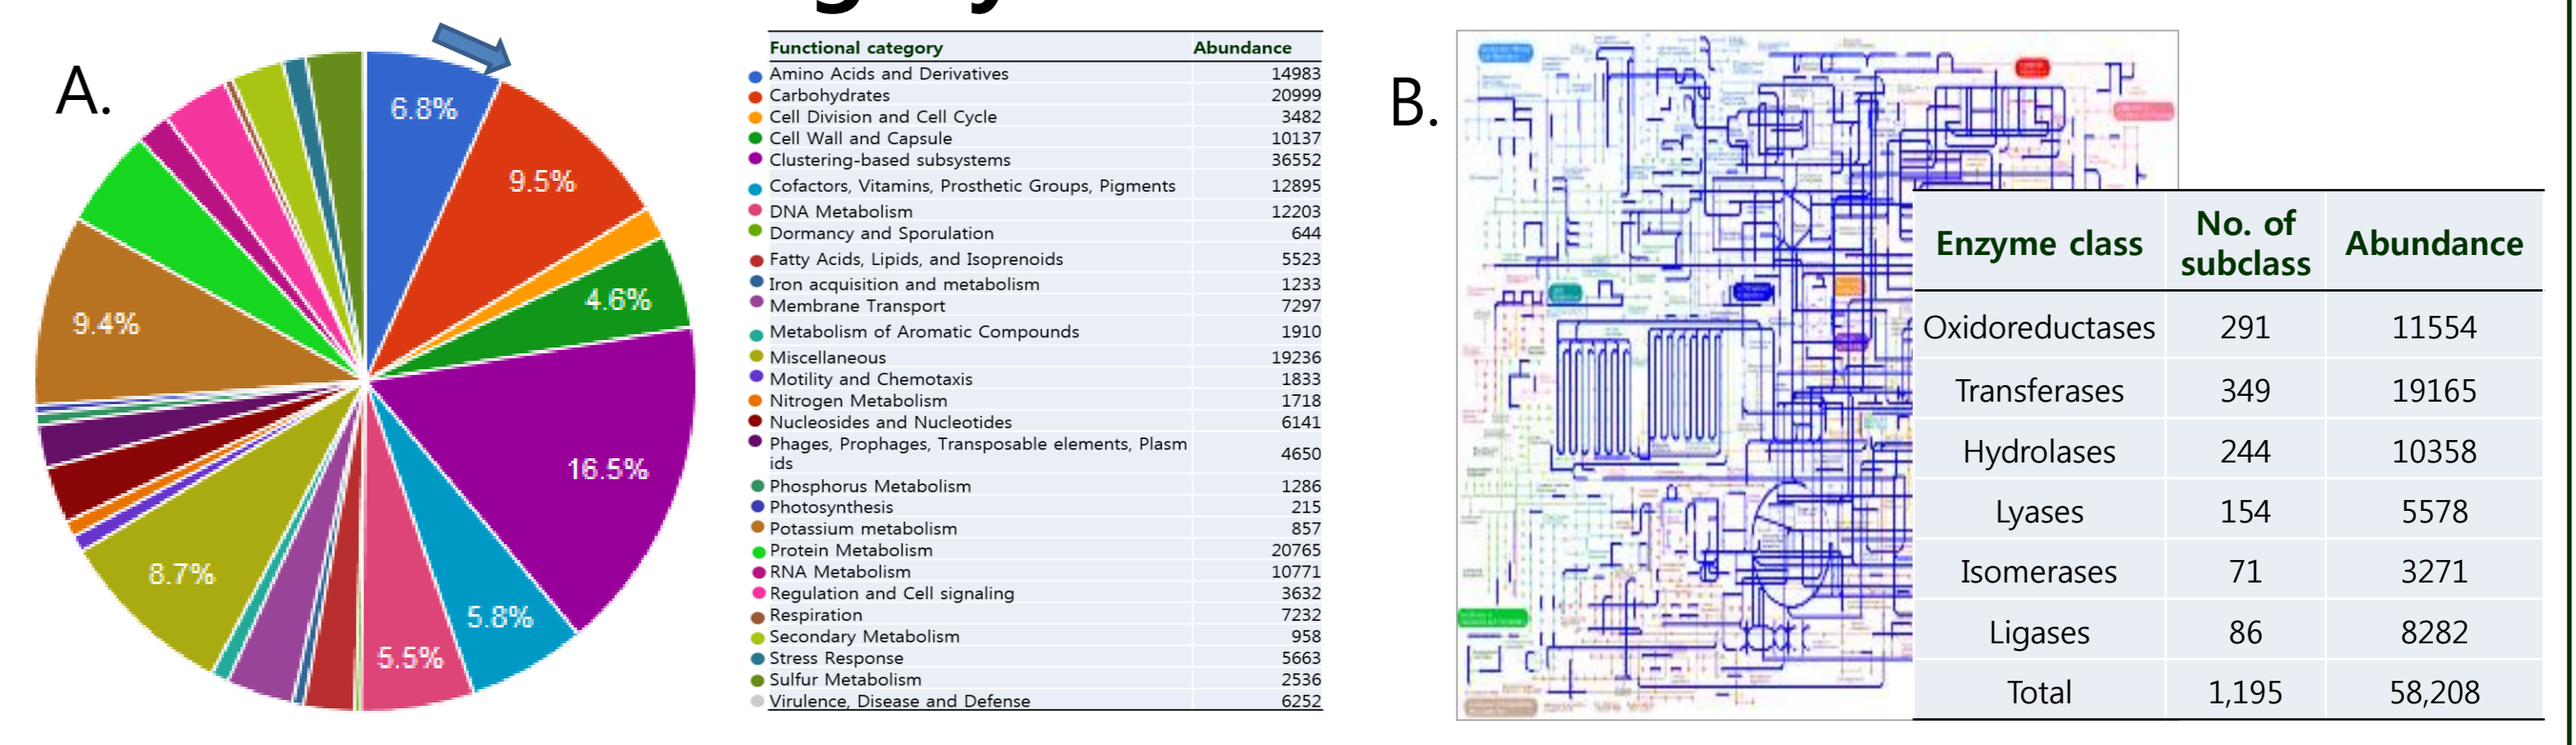 A.
6.8%
9.5%
4.6%
16.5%
5.8%
5.5%
8.7%
9.4%
Functional category Abundance
Amino Acids and Derivatives 14983
Carbohydrates 20999
Cell Division and Cell Cycle 3482
Cell Wall and Capsule 10137
Clustering-based subsystems 36552
Cofactors, Vitamins, Prosthetic Groups, Pigments 12895
DNA Metabolism 12203
Dormancy and Sporulation 644
Fatty Acids, Lipids, and Isoprenoids 5523
Iron acquisition and metabolism 1233
Membrane Transport 7297
Metabolism of Aromatic Compounds 1910
Miscellaneous 19236
Motility and Chemotaxis 1833
Nitrogen Metabolism 1718
Nucleosides and Nucleotides 6141
Phages, Prophages, Transposable elements, Plasm
ids 4650
Phosphorus Metabolism 1286
Photosynthesis 215
Potassium metabolism 857
Protein Metabolism 20765
RNA Metabolism 10771
Regulation and Cell signaling 3632
Respiration 7232
Secondary Metabolism 958
Stress Response 5663
Sulfur Metabolism 2536
Virulence, Disease and Defense 6252
B.
Enzyme class No. of subclass Abundance
Oxidoreductases 291 11554
Transferases 349 19165
Hydrolases 244 10358
Lyases 154 5578
Isomerases 71 3271
Ligases 86 8282
Total 1,195 58,208